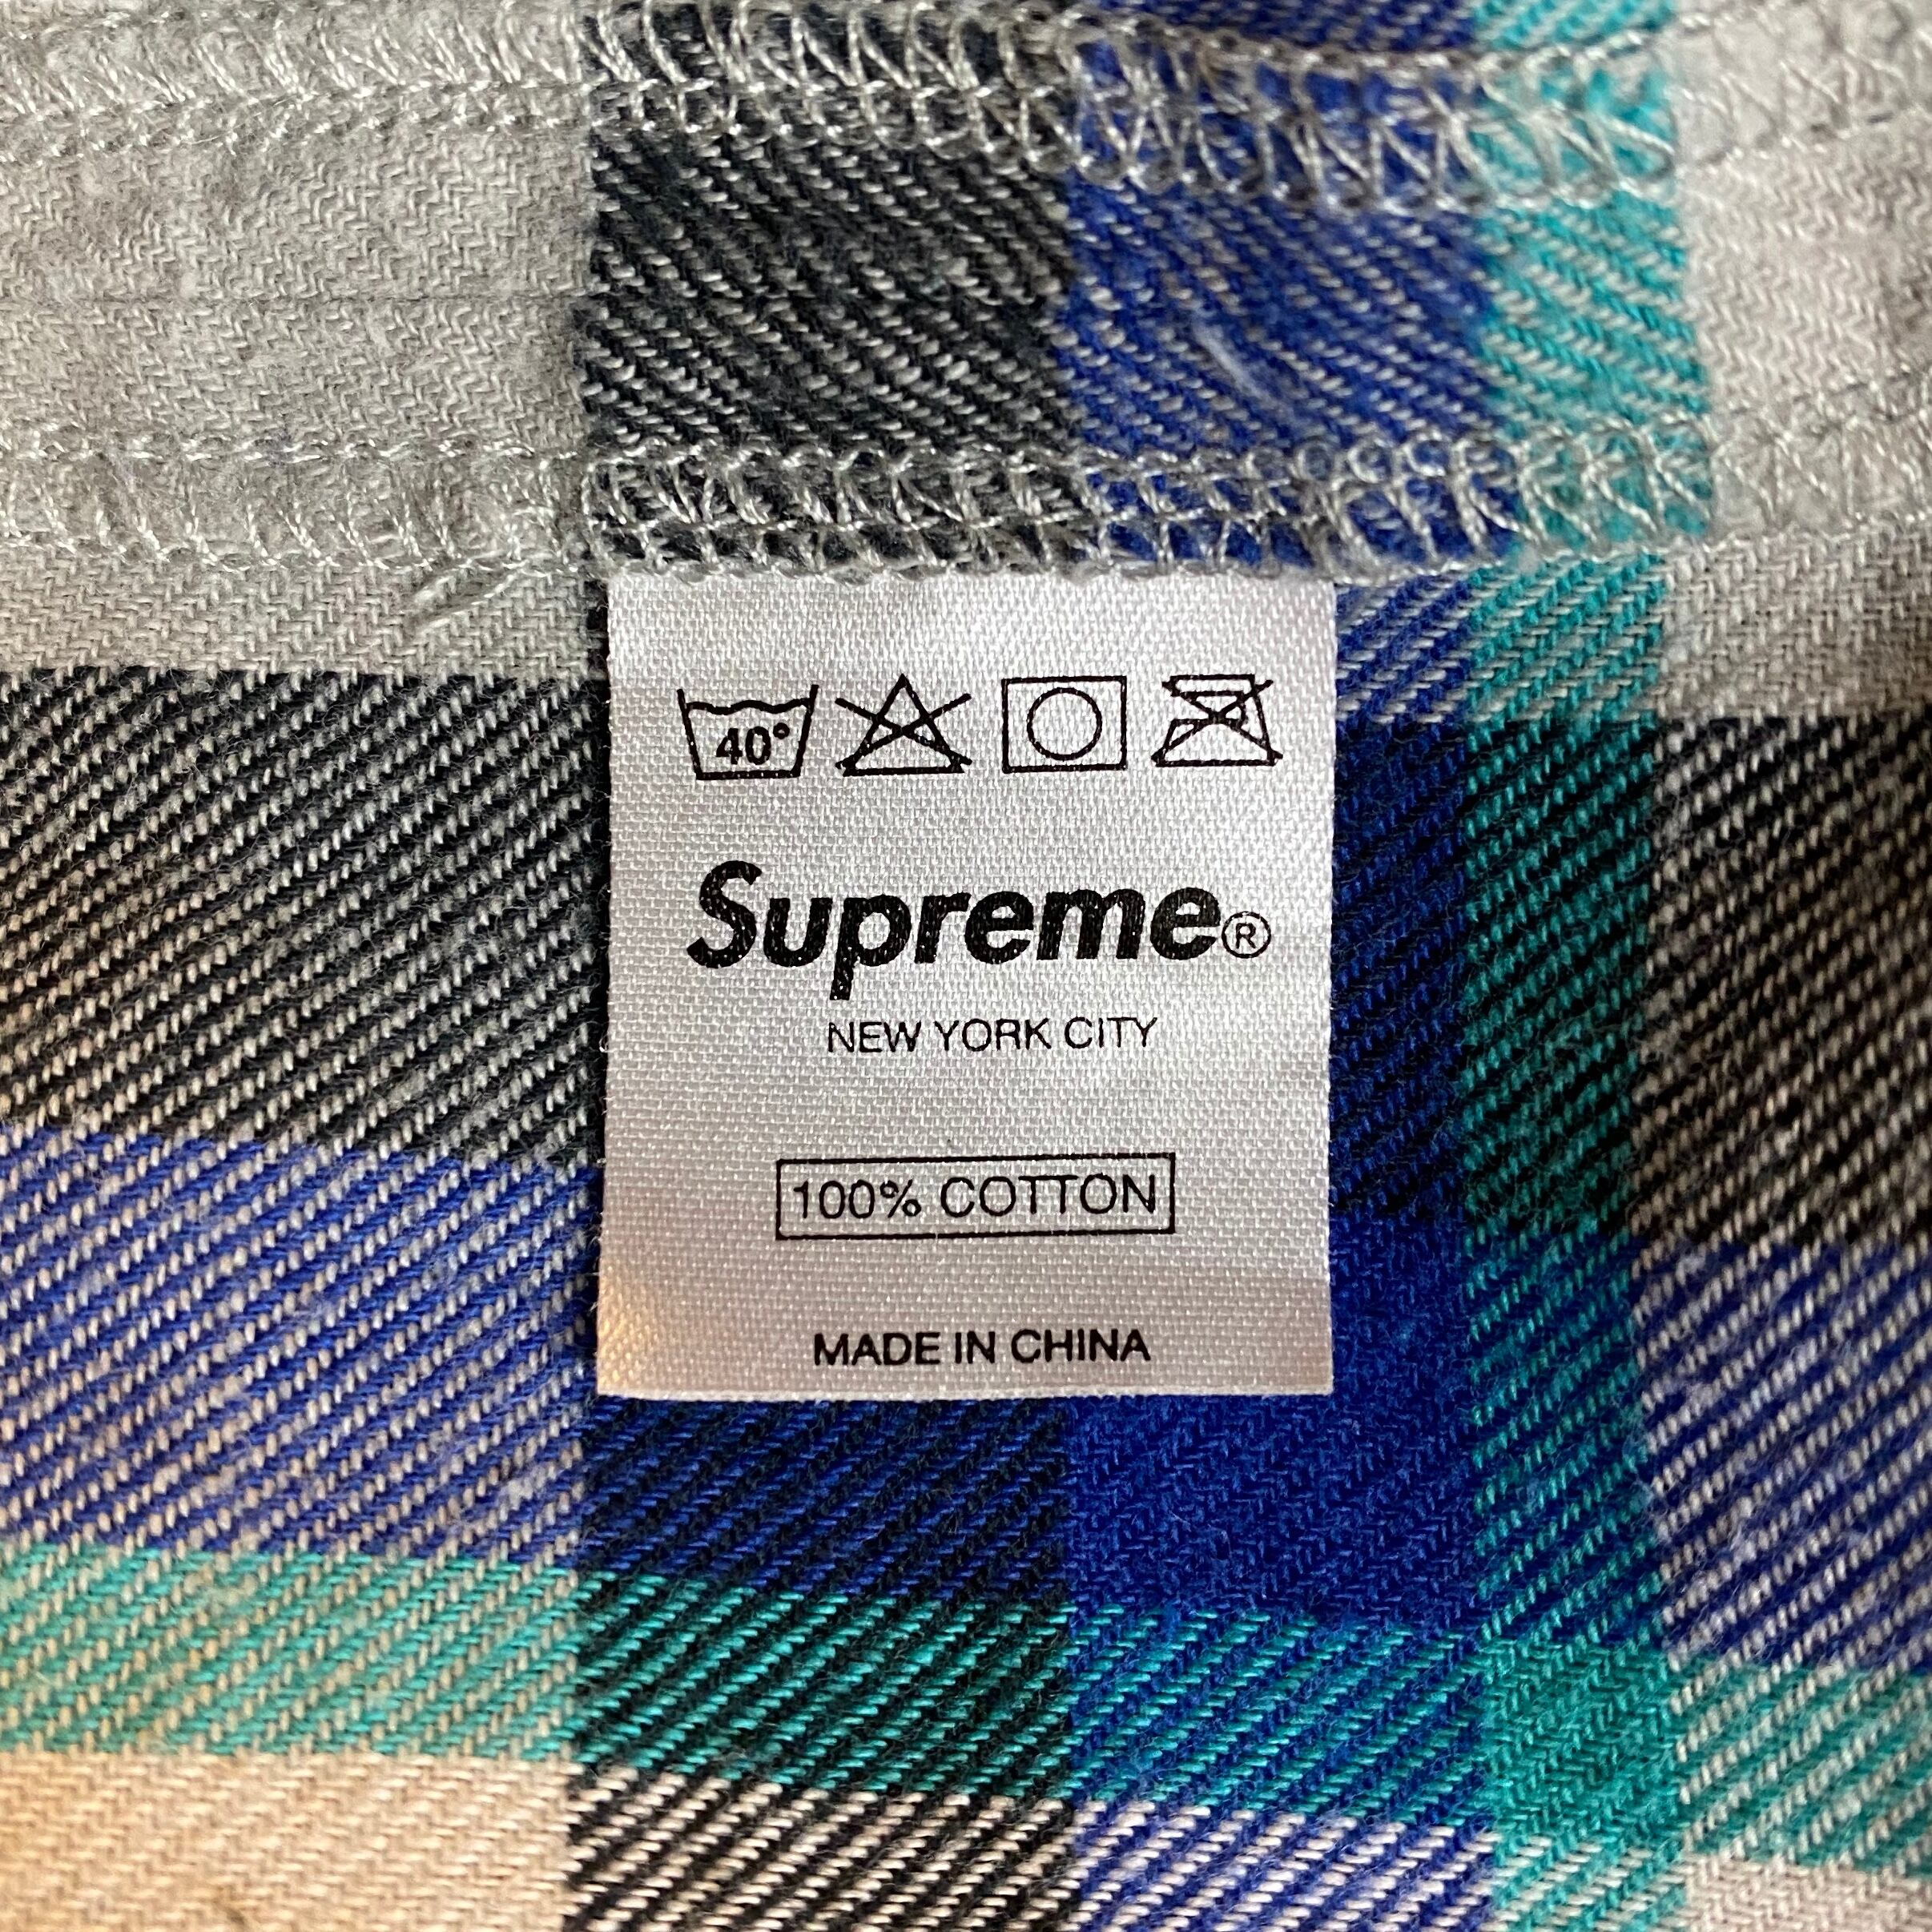 40°
Supreme®
NEW YORK CITY
100% COTTON
MADE IN CHINA